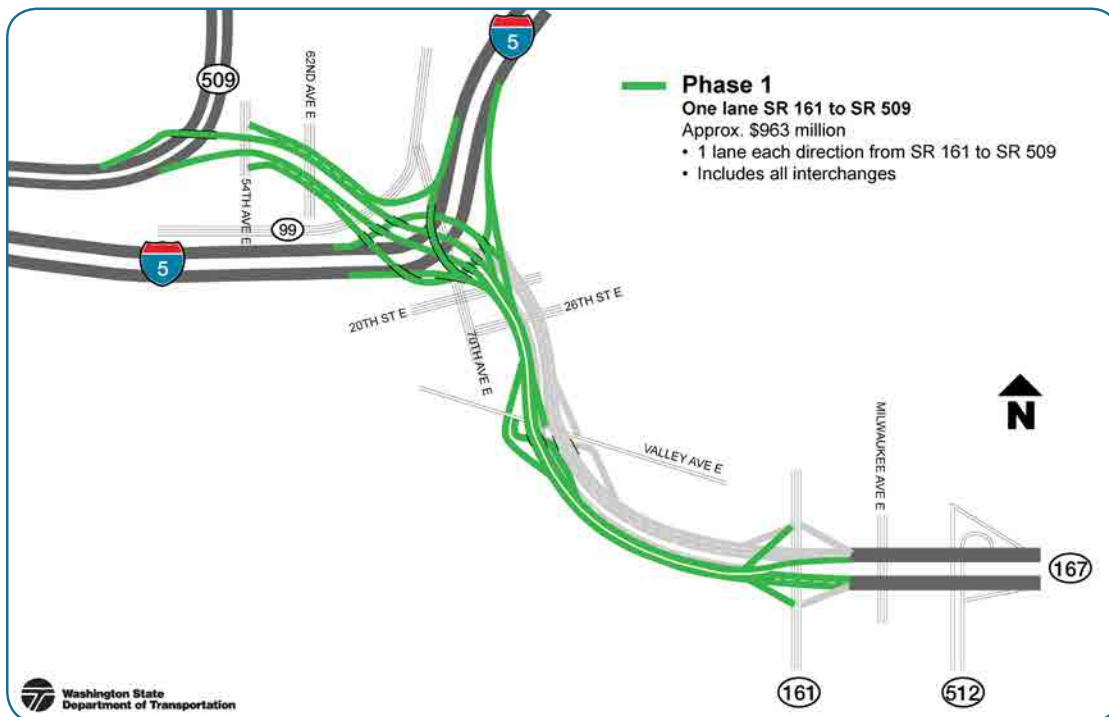 5
509
62ND AVE E
Phase 1
One lane SR 161 to SR 509
Approx. $963 million
• 1 lane each direction from SR 161 to SR 509
• Includes all interchanges
54TH AVE E
99
5
20TH ST E
26TH ST E
70TH AVE E
N
VALLEY AVE E
MILWAUKEE AVE E
167
161
512
Washington State
Department of Transportation